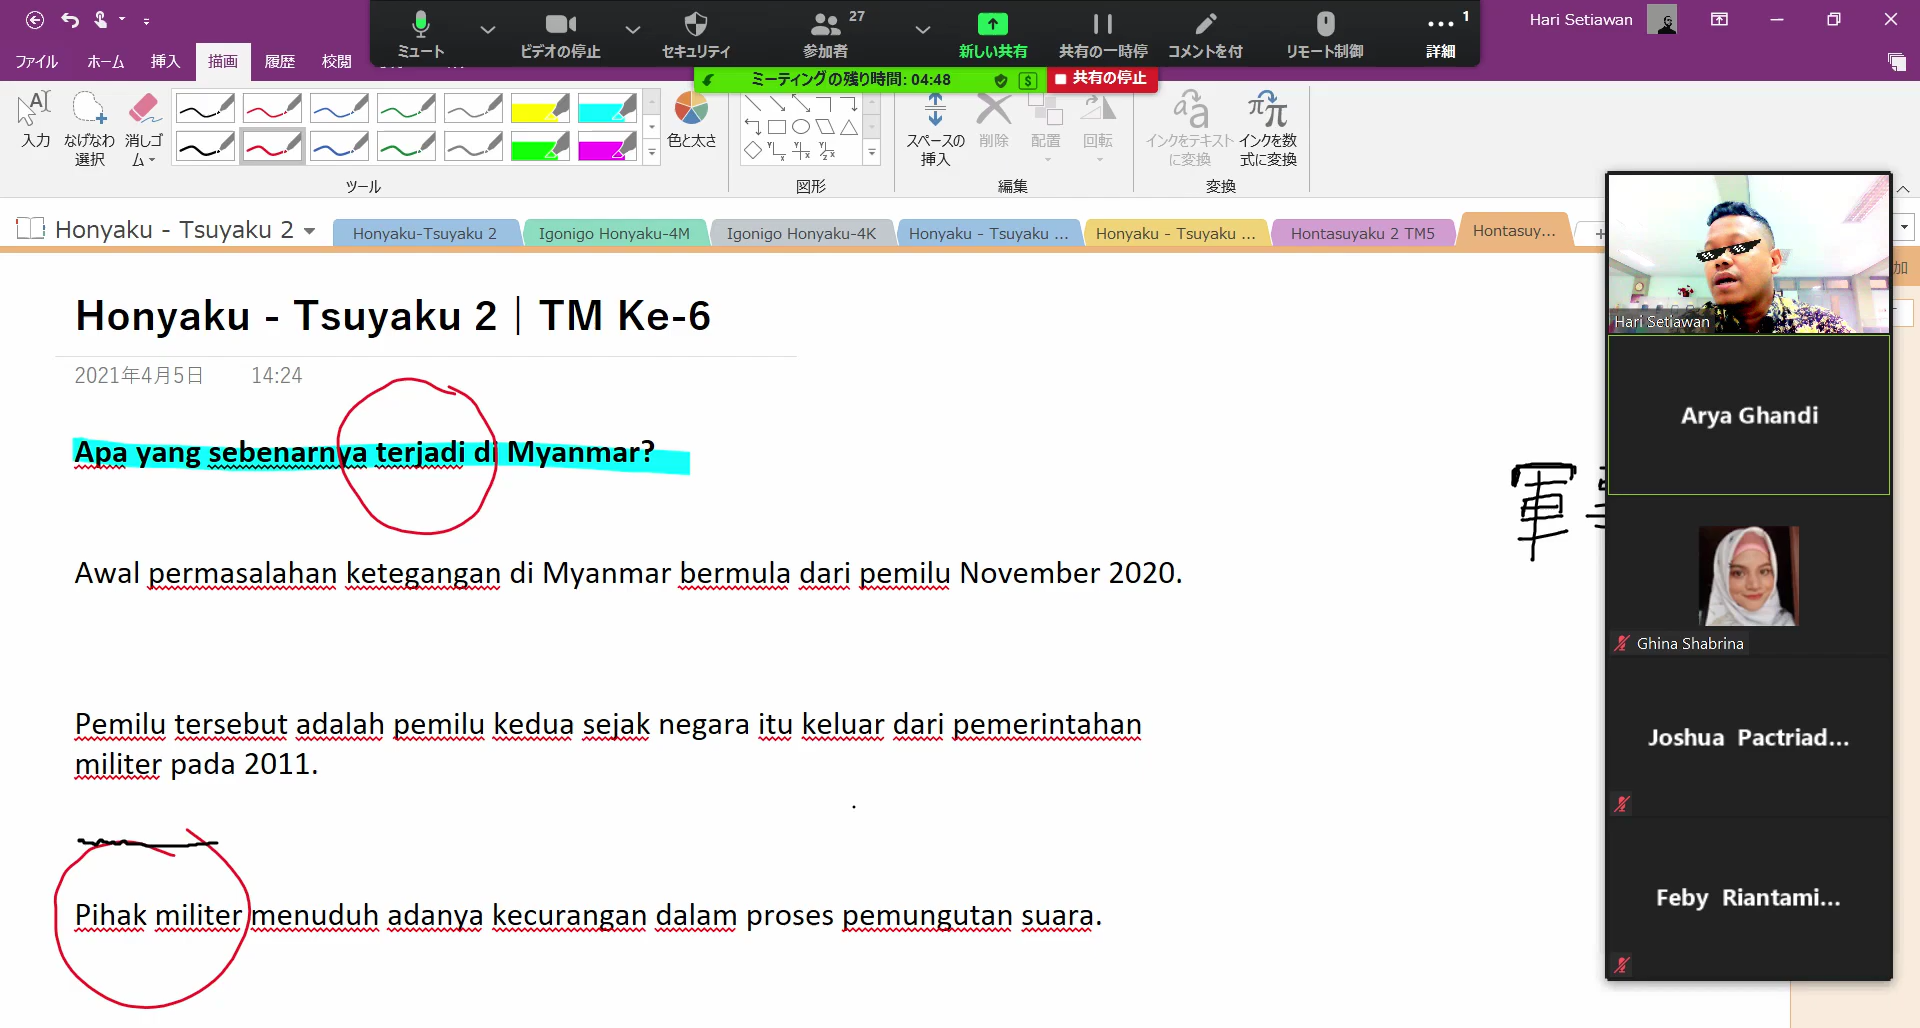 ミュート
ビデオの停止
セキュリティ
参加者
27
新しい共有
共有の一時停
コメントを付
リモート制御
詳細
1
Hari Setiawan
ミーティングの残り時間: 04:48
共有の停止
ファイル
ホーム
挿入
描画
履歴
校閲
入力
なげなわ
選択
消しゴ
ム
色と太さ
スペースの
挿入
削除
配置
回転
インクをテキスト
に変換
インクを数
式に変換
ツール
図形
編集
変換
Honyaku - Tsuyaku 2
Honyaku-Tsuyaku 2
Igonigo Honyaku-4M
Igonigo Honyaku-4K
Honyaku - Tsuyaku ...
Honyaku - Tsuyaku ...
Hontasuyaku 2 TM5
Hontasuy...
加
Honyaku - Tsuyaku 2｜TM Ke-6
2021年4月5日
14:24
Apa yang sebenarnya terjadi di Myanmar?
軍
Awal permasalahan ketegangan di Myanmar bermula dari pemilu November 2020.
Pemilu tersebut adalah pemilu kedua sejak negara itu keluar dari pemerintahan
militer pada 2011.
Pihak militer menuduh adanya kecurangan dalam proses pemungutan suara.
Hari Setiawan
Arya Ghandi
Ghina Shabrina
Joshua Pactriad...
Feby Riantami...